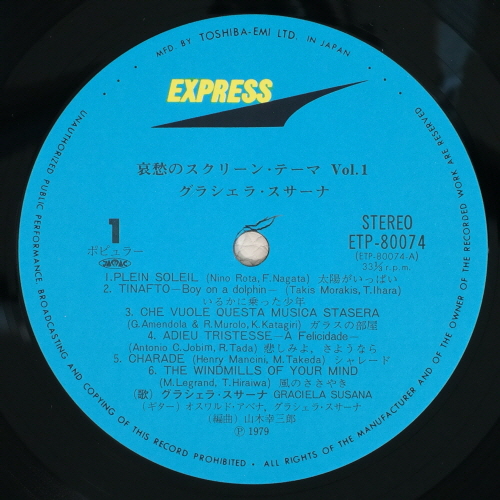 MFD. BY TOSHIBA-EMI LTD. IN JAPAN
UNAUTHORIZED PUBLIC PERFORMANCE BROADCASTING AND COPYING OF THIS RECORD PROHIBITED • ALL RIGHTS OF THE MANUFACTURER AND OF THE OWNER OF THE RECORDED WORK ARE RESERVED
EXPRESS
哀愁のスクリーン・テーマ Vol.1
グラシェラ・スサーナ
1
ポピュラー
STEREO
ETP-80074
(ETP-80074-A)
33⅓ r.p.m.
1.PLEIN SOLEIL (Nino Rota, F.Nagata) 太陽がいっぱい
2. TINAFTO—Boy on a dolphin— (Takis Morakis, T.Ihara)
いるかに乗った少年
3. CHE VUOLE QUESTA MUSICA STASERA
(G.Aniendola & R.Murolo, K.Katagiri) ガラスの部屋
4. ADIEU TRISTESSE—A Felicidade—
(Antonio C.Jobim, R.Tada) 悲しみよ、さようなら
5. CHARADE (Henry Mancini, M.Takeda) シャレード
6. THE WINDMILLS OF YOUR MIND
(M.Legrand, T.Hiraiwa) 風のささやき
(歌) グラシェラ・スサーナ GRACIELA SUSANA
(ギター) オスワルド・アベナ, グラシェラ・スサーナ
(編曲) 山木幸三郎
Ⓟ 1979